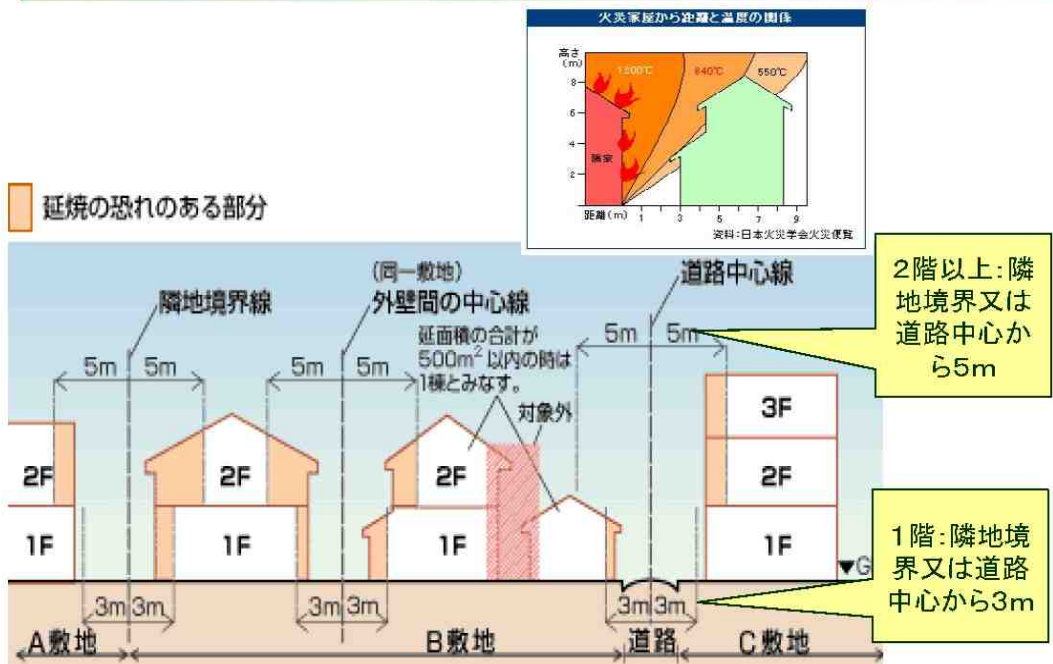 火災家屋から距離と温度の関係
高さ
(m)
8
6
4
2
1200℃
840℃
550℃
隣家
距離(m) 1 3 5 7 9
資料:日本火災学会火災便覧
延焼の恐れのある部分
隣地境界線
(同一敷地)
外壁間の中心線
道路中心線
延面積の合計が
500m²以内の時は
1棟とみなす。
対象外
5m 5m
5m 5m
5m 5m
2F
1F
2F
1F
2F
1F
3F
2F
1F
▼G
3m 3m
3m 3m
3m 3m
A敷地
B敷地
道路
C敷地
2階以上:隣
地境界又は
道路中心か
ら5m
1階:隣地境
界又は道路
中心から3m